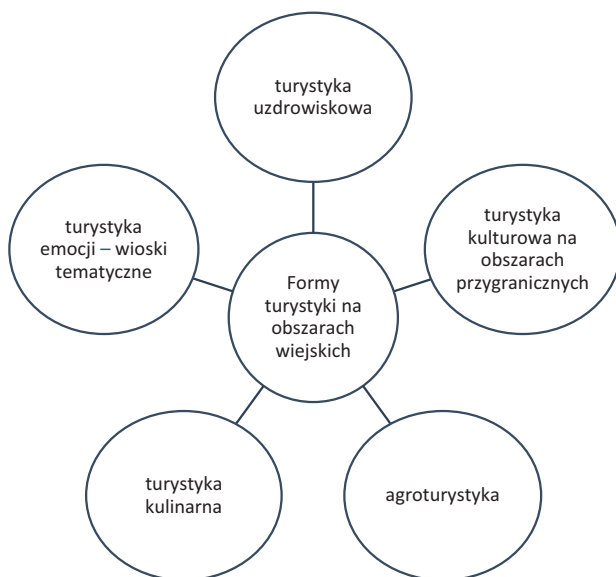 turystyka
uzdrowiskowa
turystyka
emocji – wioski
tematyczne
turystyka
kulturowa na
obszarach
przygranicznych
Formy
turystyki na
obszarach
wiejskich
turystyka
kulinarna
agroturystyka